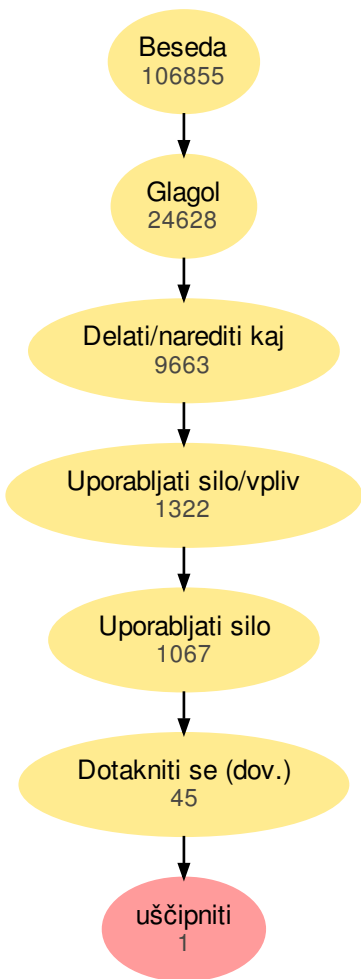 Beseda
106855
Glagol
24628
Delati/narediti kaj
9663
Uporabljati silo/vpliv
1322
Uporabljati silo
1067
Dotakniti se (dov.)
45
uščipniti
1